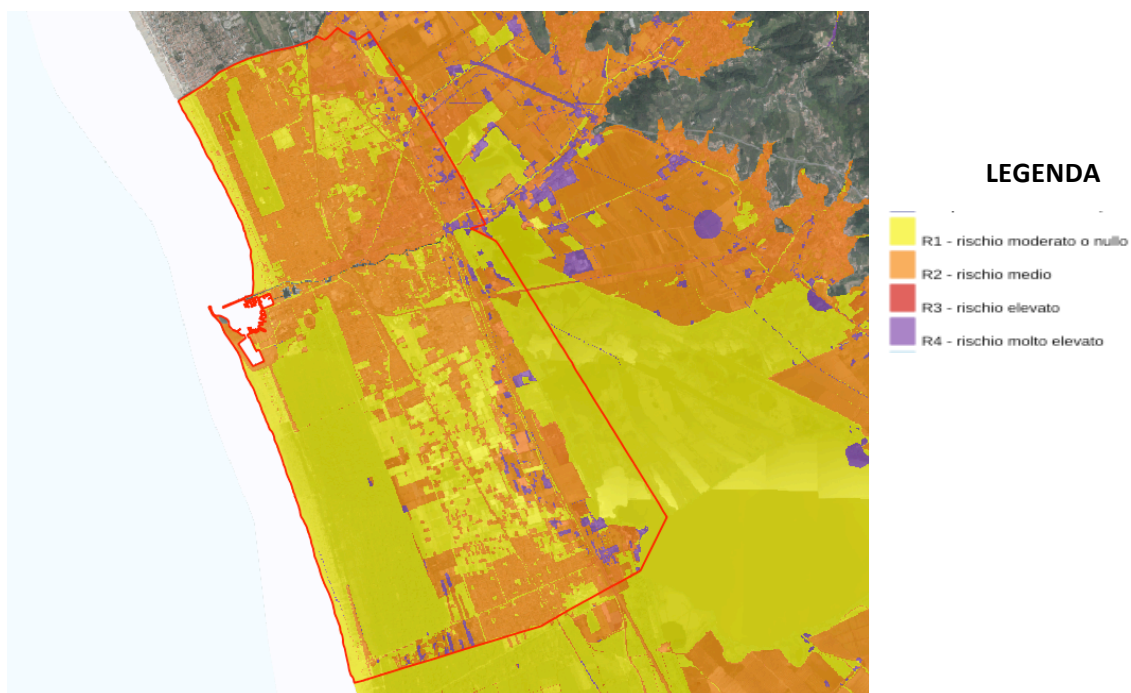 LEGENDA
R1 - rischio moderato o nullo
R2 - rischio medio
R3 - rischio elevato
R4 - rischio molto elevato